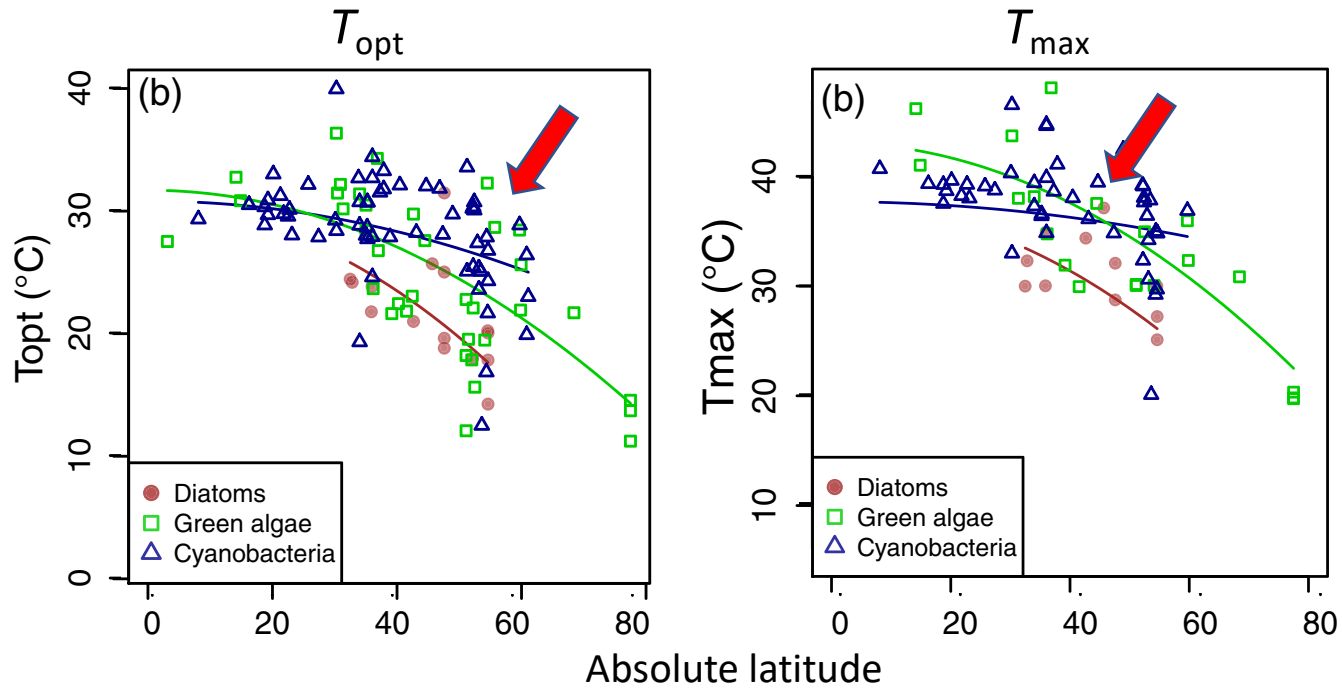 Topt
Tmax
(b)
Topt (°C)
40
30
20
10
0
Diatoms
Green algae
Cyanobacteria
0 20 40 60 80
(b)
Tmax (°C)
40
30
20
10
Diatoms
Green algae
Cyanobacteria
0 20 40 60 80
Absolute latitude